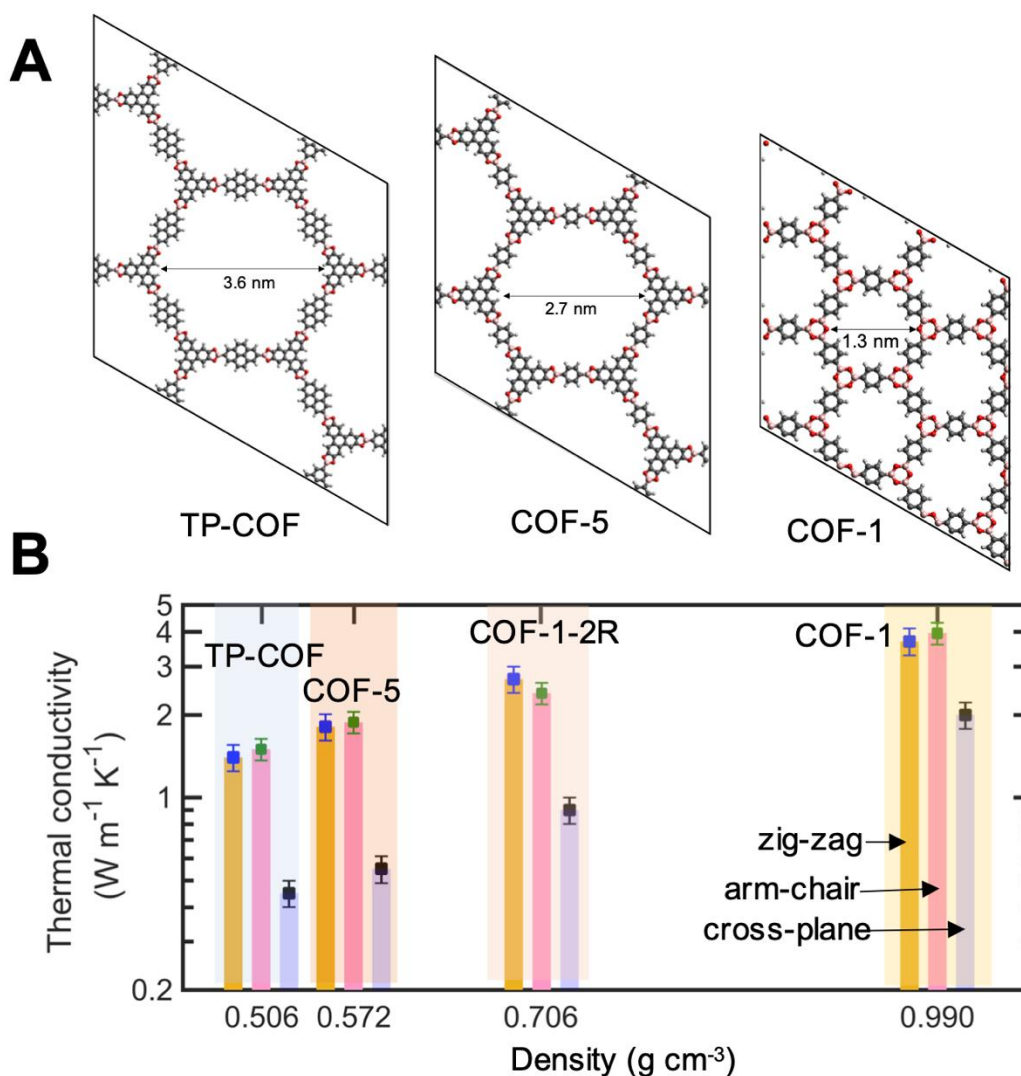 A
3.6 nm
2.7 nm
1.3 nm
TP-COF
COF-5
COF-1
B
5
4
3
2
1
0.2
Thermal conductivity
(W m⁻¹ K⁻¹)
TP-COF
COF-5
COF-1-2R
COF-1
zig-zag
arm-chair
cross-plane
0.506 0.572 0.706 0.990
Density (g cm⁻³)